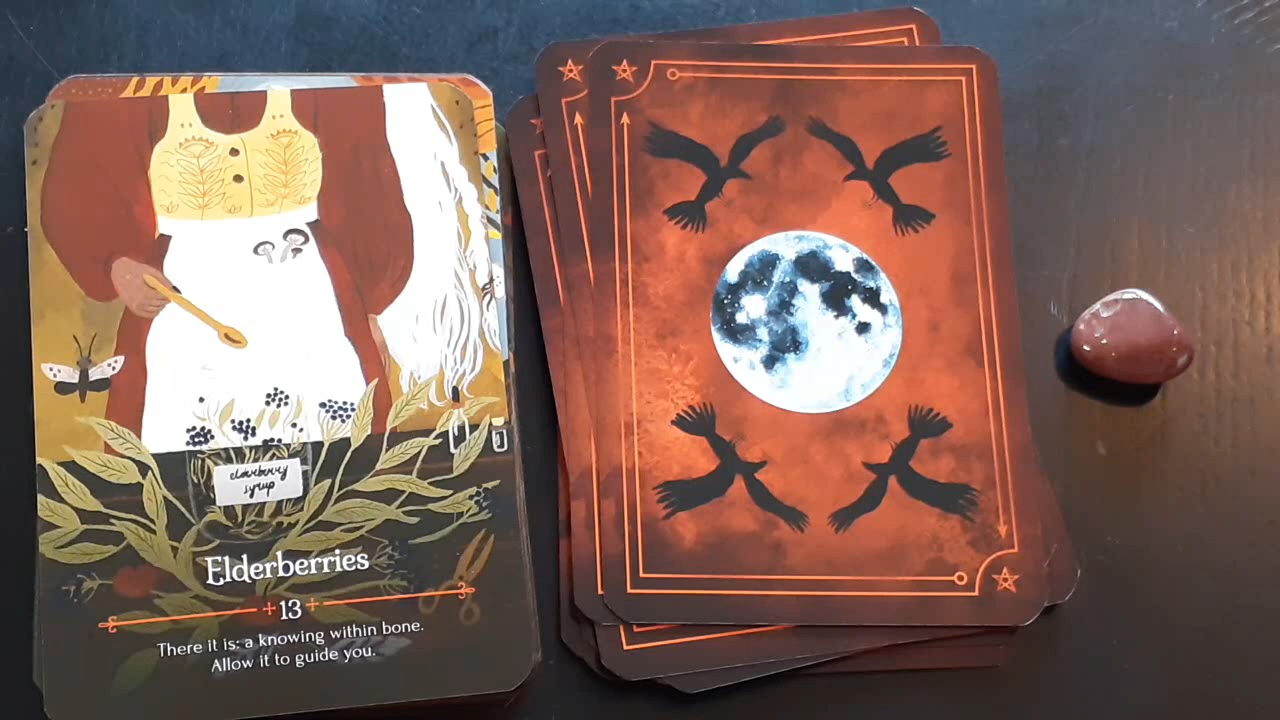 elderberry
syrup
Elderberries
13
There it is: a knowing within bone.
Allow it to guide you.